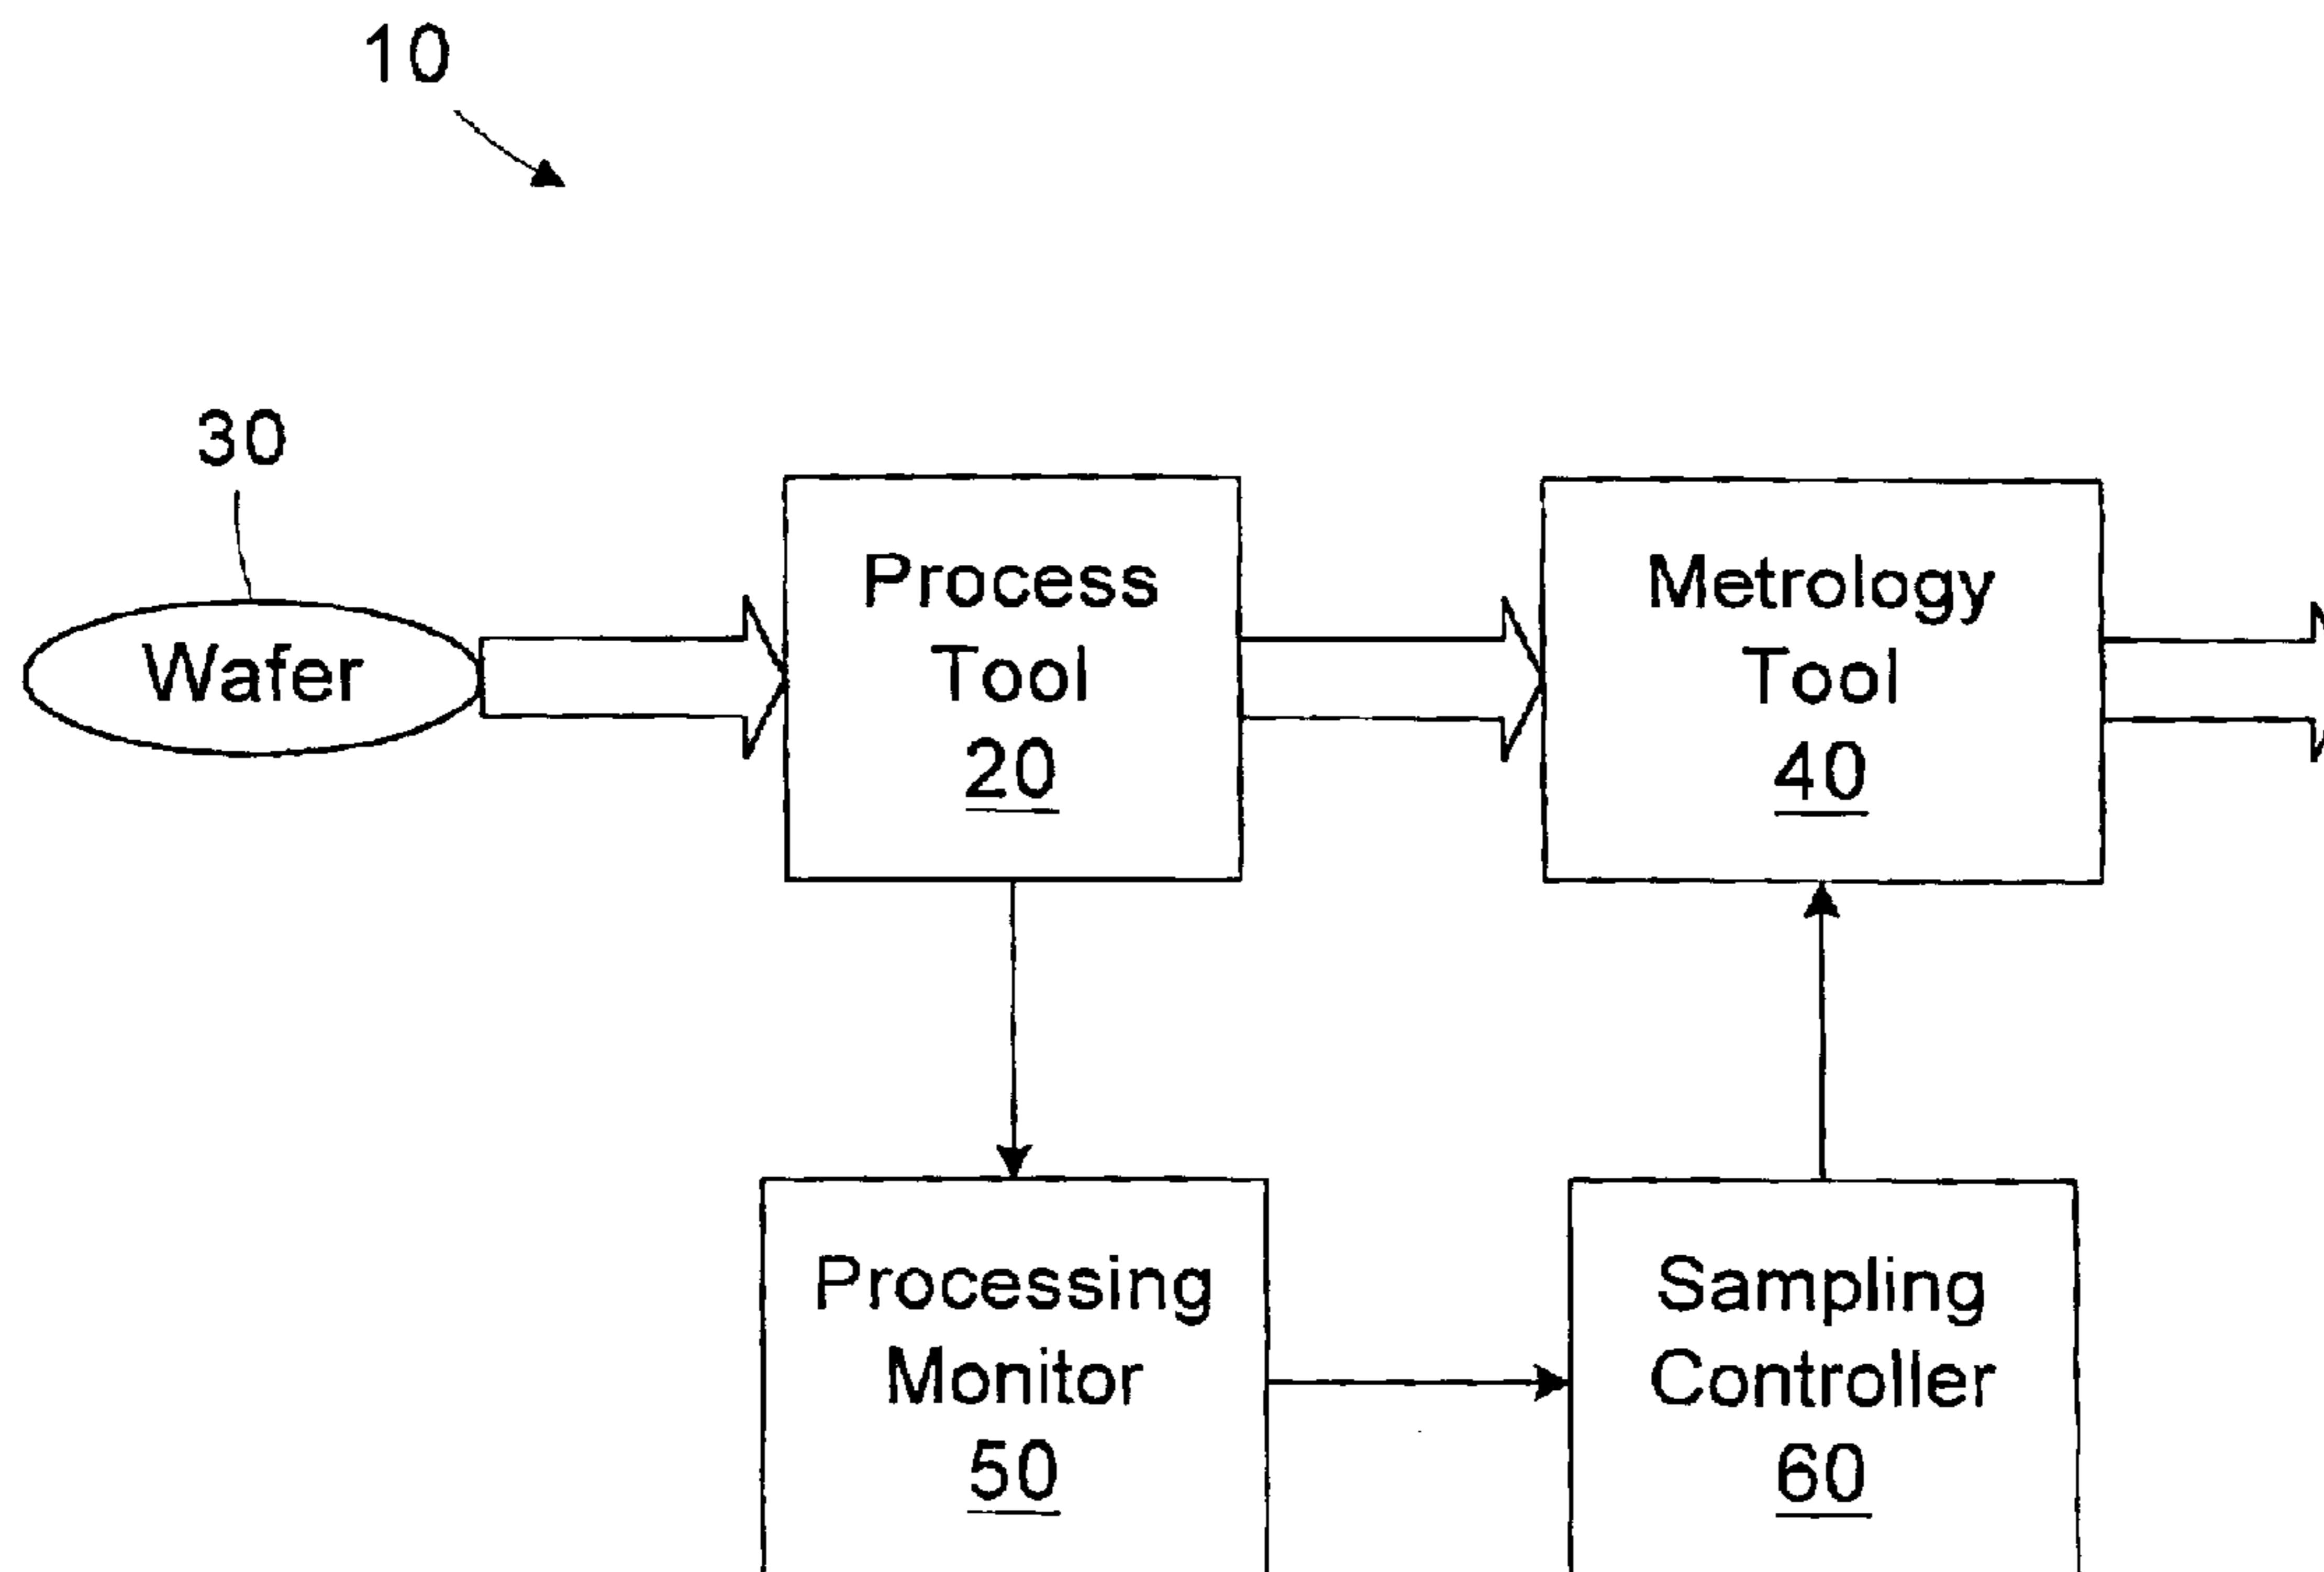 10
30
Wafer
Process
Tool
20
Metrology
Tool
40
Processing
Monitor
50
Sampling
Controller
60